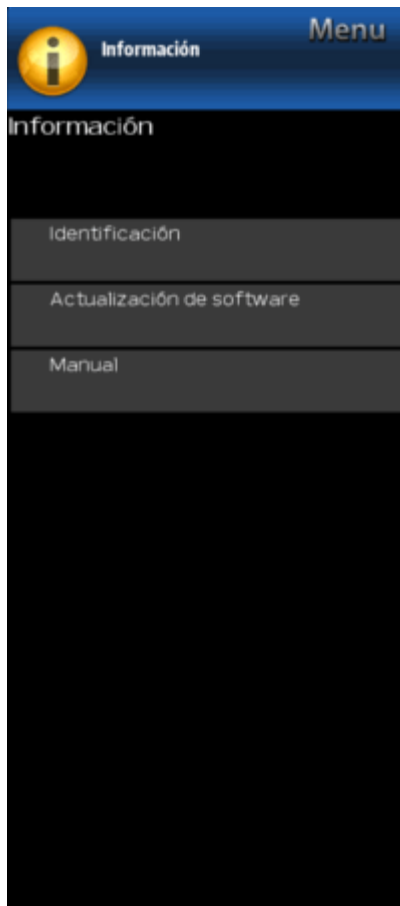 Menu
Información
Información
Identificación
Actualización de software
Manual